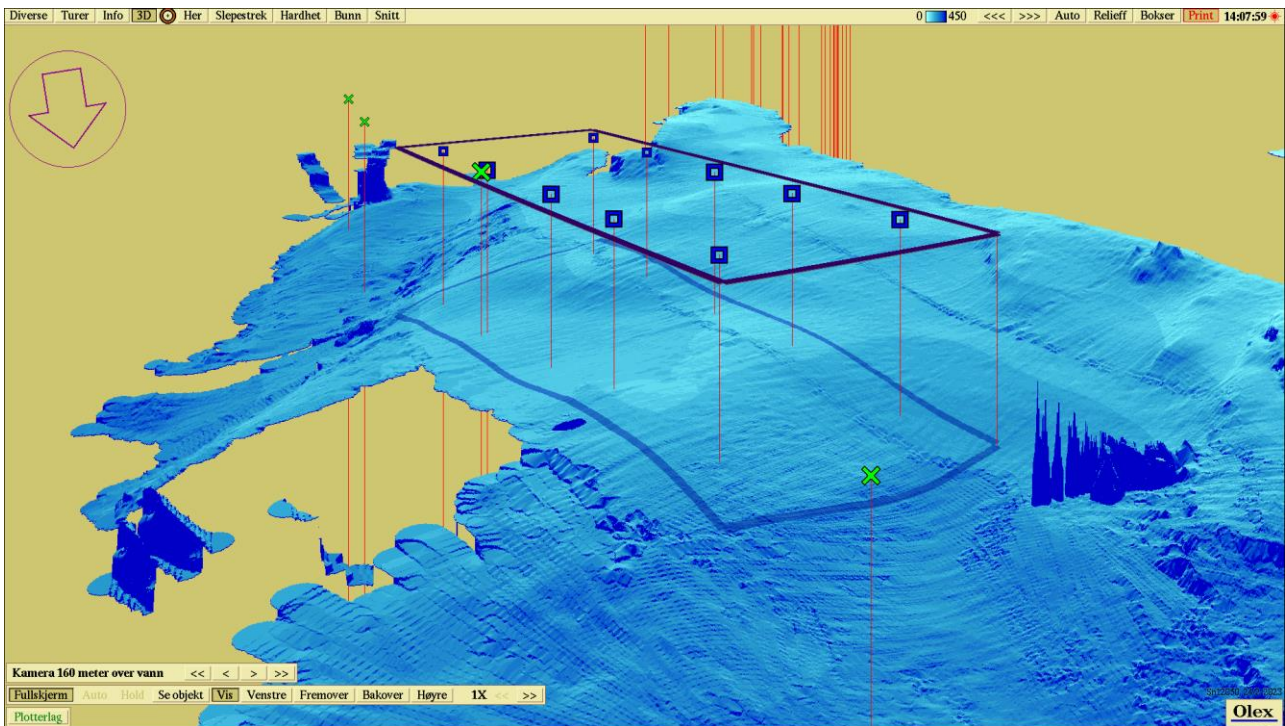 Diverse Turer Info 3D Her Slepestrek Hardhet Bunn Snitt 0 450 <<< >>> Auto Relieff Bokser Print 14:07:59
Kamera 160 meter over vann << < > >>
Fullskjerm Auto Hold Se objekt Vis Venstre Fremover Bakover Høyre 1X << >>
Plotterlag
Olex